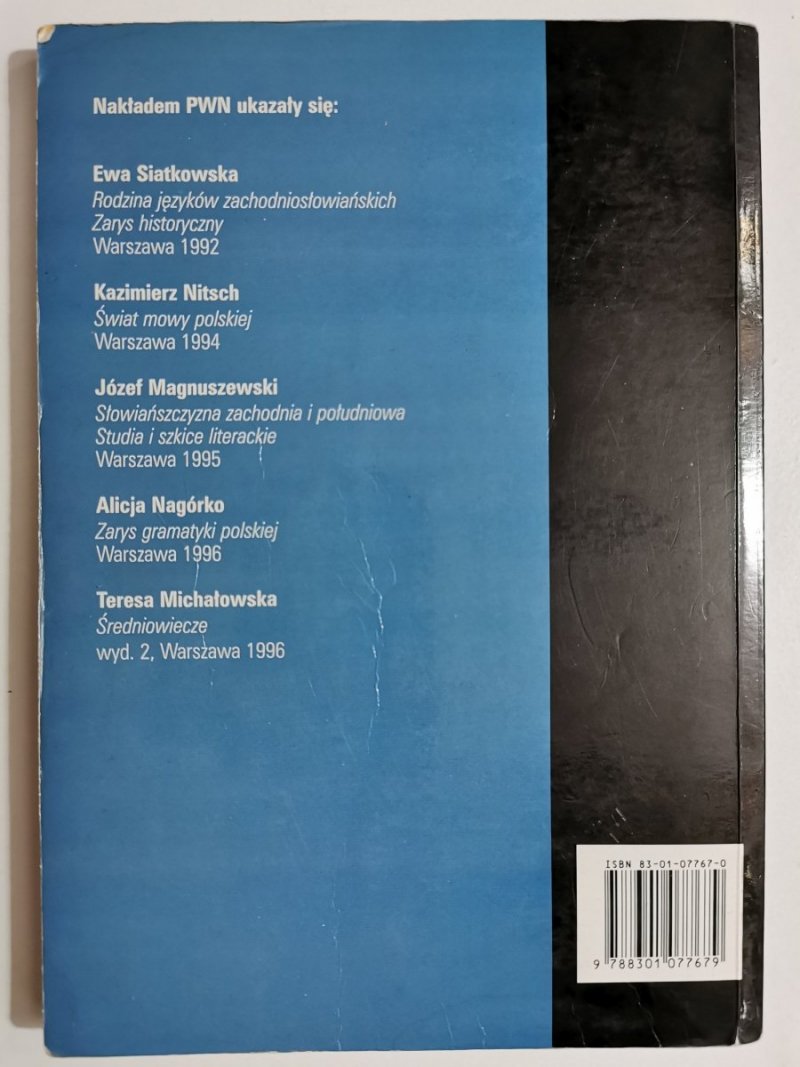 Nakładem PWN ukazały się:
Ewa Siatkowska
Rodzina języków zachodniosłowiańskich
Zarys historyczny
Warszawa 1992
Kazimierz Nitsch
Świat mowy polskiej
Warszawa 1994
Józef Magnuszewski
Słowiańszczyzna zachodnia i południowa
Studia i szkice literackie
Warszawa 1995
Alicja Nagórko
Zarys gramatyki polskiej
Warszawa 1996
Teresa Michałowska
Średniowiecze
wyd. 2, Warszawa 1996
ISBN 83-01-07767-0
9 788301 077679